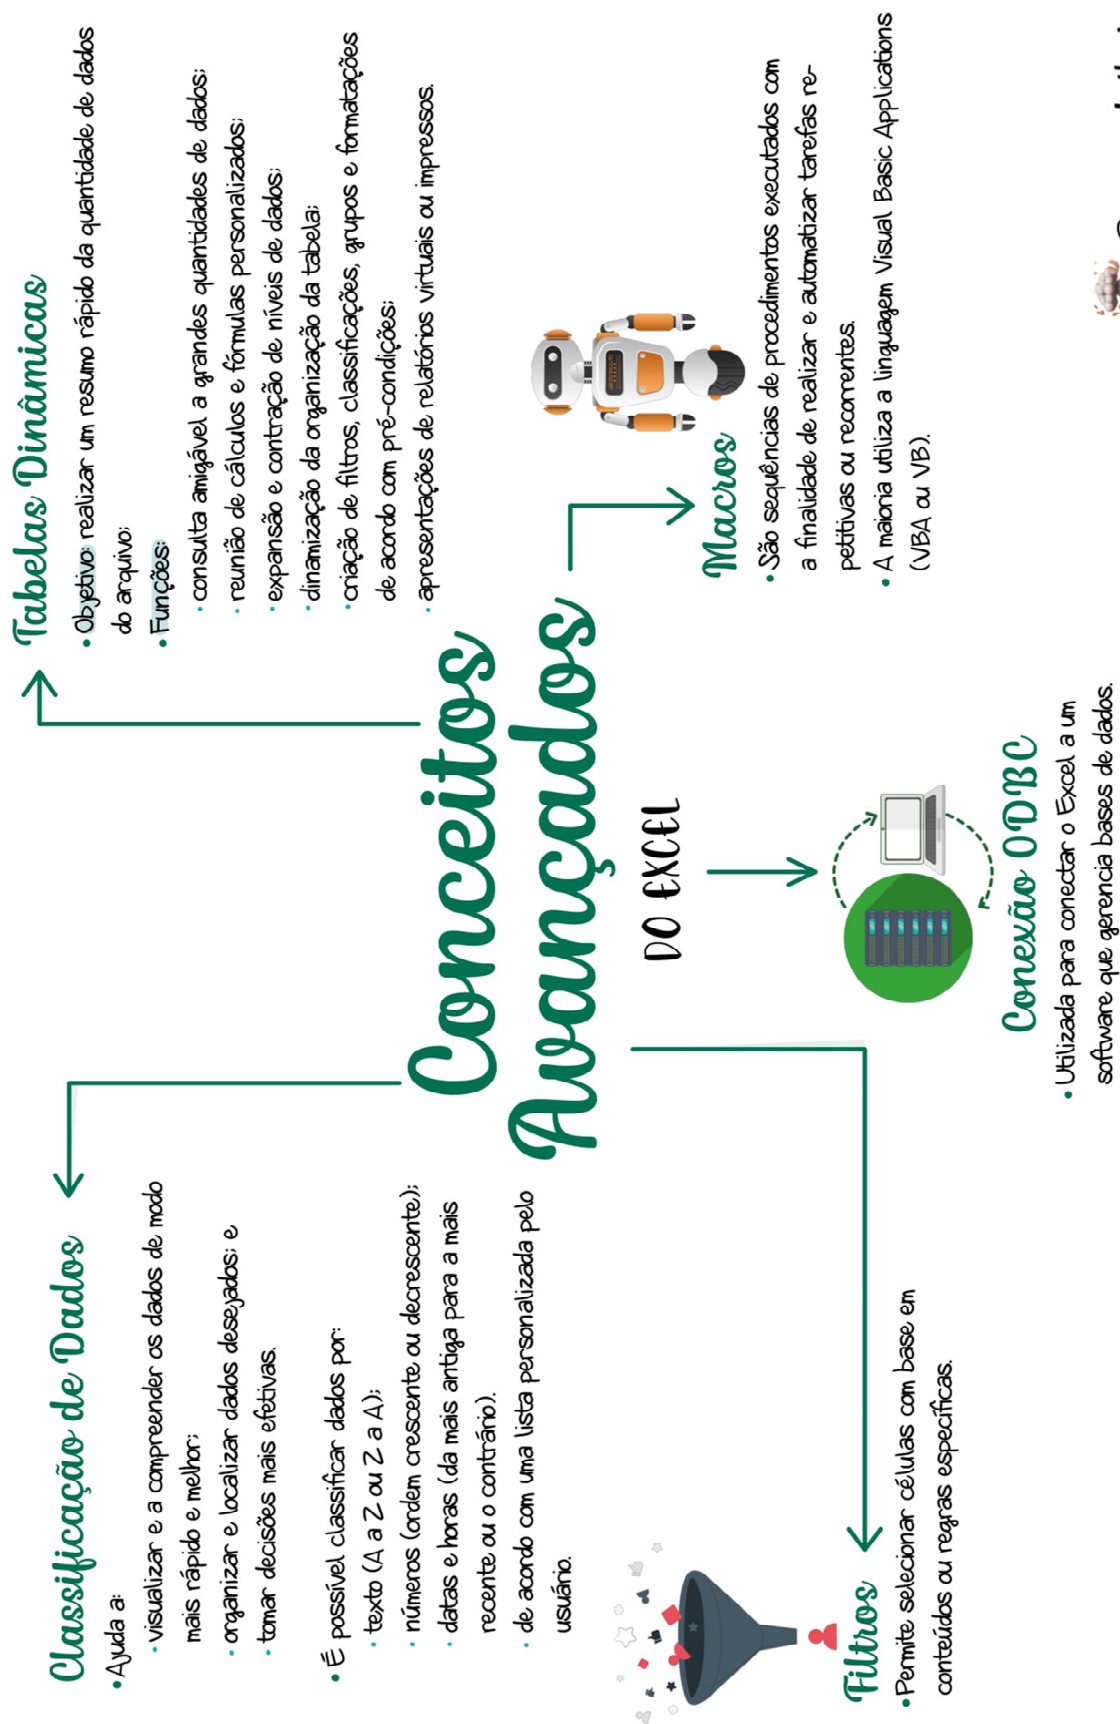 Conceitos
Avançados
DO EXCEL
Classificação de Dados
• Ajuda a:
• visualizar e a compreender os dados de modo
mais rápido e melhor;
• organizar e localizar dados desejados; e
• tomar decisões mais efetivas.
• É possível classificar dados por:
• texto (A a Z ou Z a A);
• números (ordem crescente ou decrescente);
• datas e horas (da mais antiga para a mais
recente ou o contrário).
• de acordo com uma lista personalizada pelo
usuário.
Tabelas Dinâmicas
• Objetivo: realizar um resumo rápido da quantidade de dados
do arquivo;
• Funções:
• consulta amigável a grandes quantidades de dados;
• reunião de cálculos e fórmulas personalizados;
• expansão e contração de níveis de dados;
• dinamização da organização da tabela;
• criação de filtros, classificações, grupos e formatações
de acordo com pré-condições;
• apresentações de relatórios virtuais ou impressos.
Filtros
• Permite selecionar células com base em
conteúdos ou regras específicas.
Conexão ODBC
• Utilizada para conectar o Excel a um
software que gerencia bases de dados.
Macros
• São sequências de procedimentos executados com
a finalidade de realizar e automatizar tarefas re-
petitivas ou recorrentes.
• A maioria utiliza a linguagem Visual Basic Applications
(VBA ou VB).